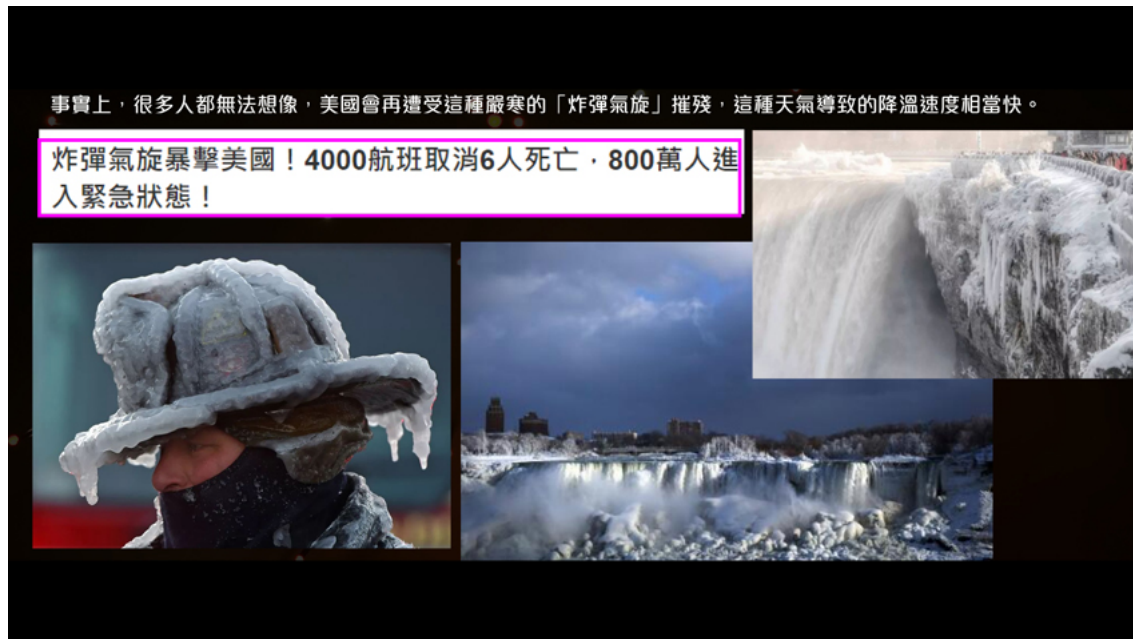 事實上，很多人都無法想像，美國會再遭受這種嚴寒的「炸彈氣旋」摧殘，這種天氣導致的降溫速度相當快。
炸彈氣旋暴擊美國！4000航班取消6人死亡，800萬人進
入緊急狀態！